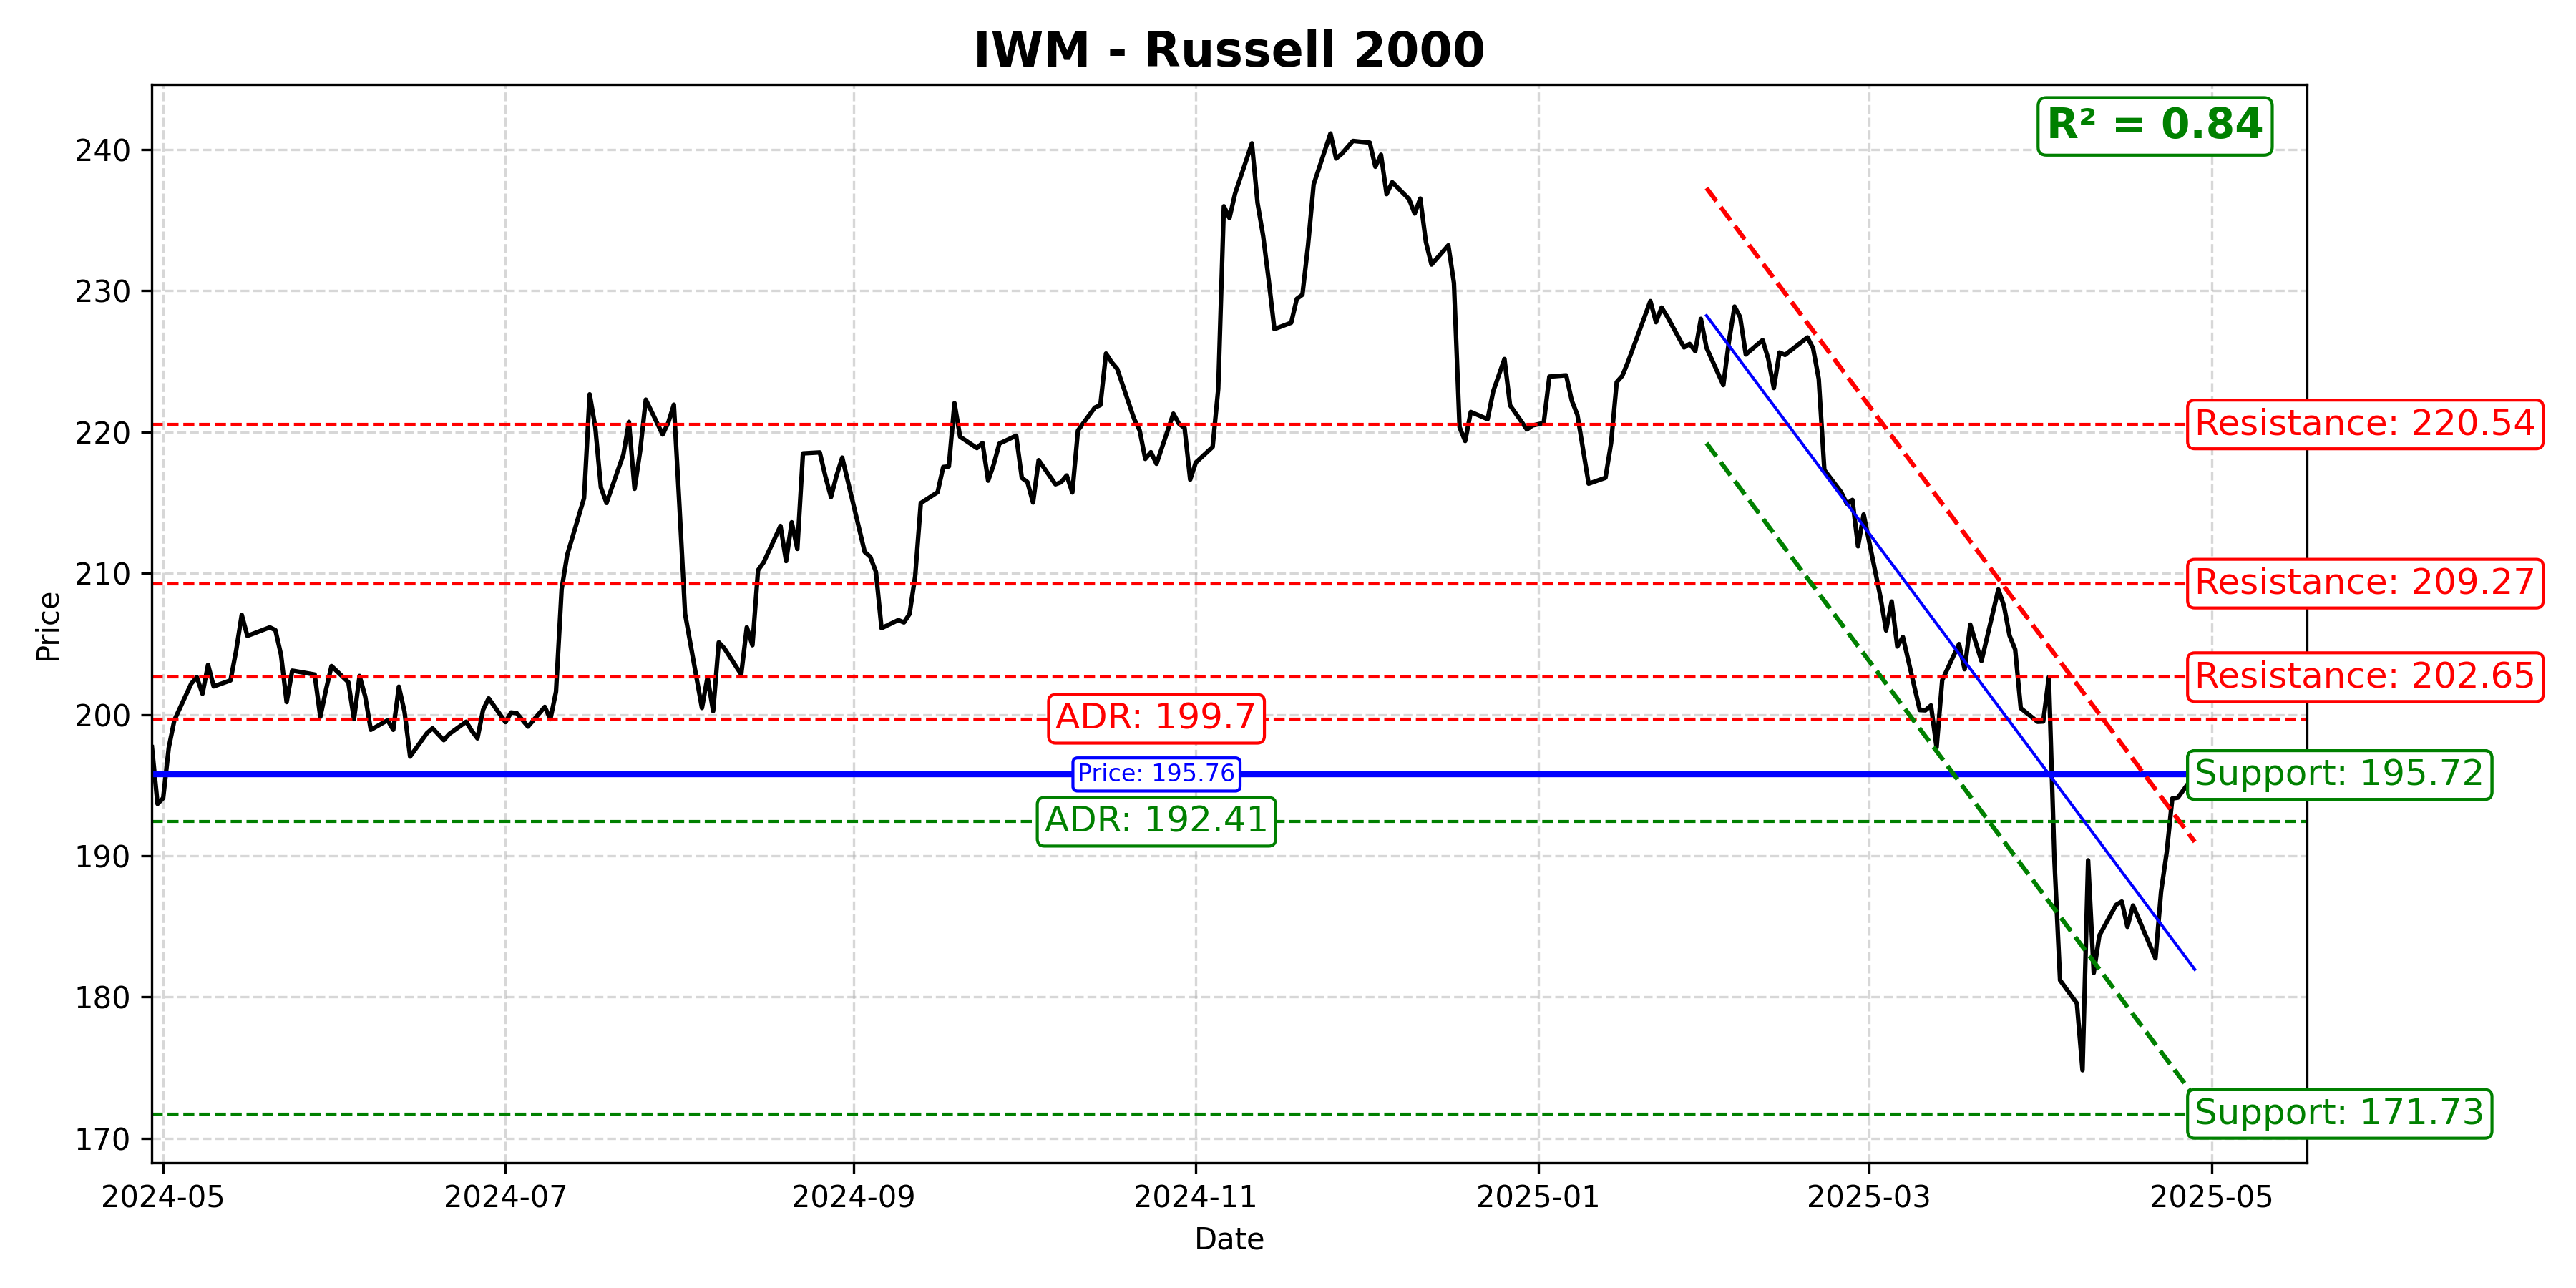 IWM - Russell 2000
R² = 0.84
240
230
220
210
200
190
180
170
Price
Resistance: 220.54
Resistance: 209.27
Resistance: 202.65
ADR: 199.7
Price: 195.76
Support: 195.72
ADR: 192.41
Support: 171.73
2024-05
2024-07
2024-09
2024-11
2025-01
2025-03
2025-05
Date